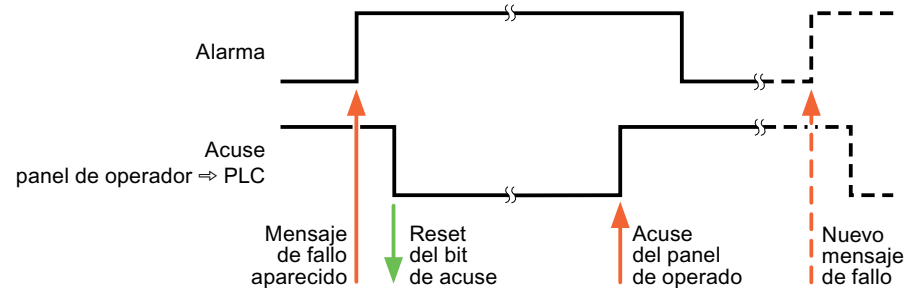 Alarma
Acuse
panel de operador ⇨ PLC
Mensaje
de fallo
aparecido
Reset
del bit
de acuse
Acuse
del panel
de operado
Nuevo
mensaje
de fallo